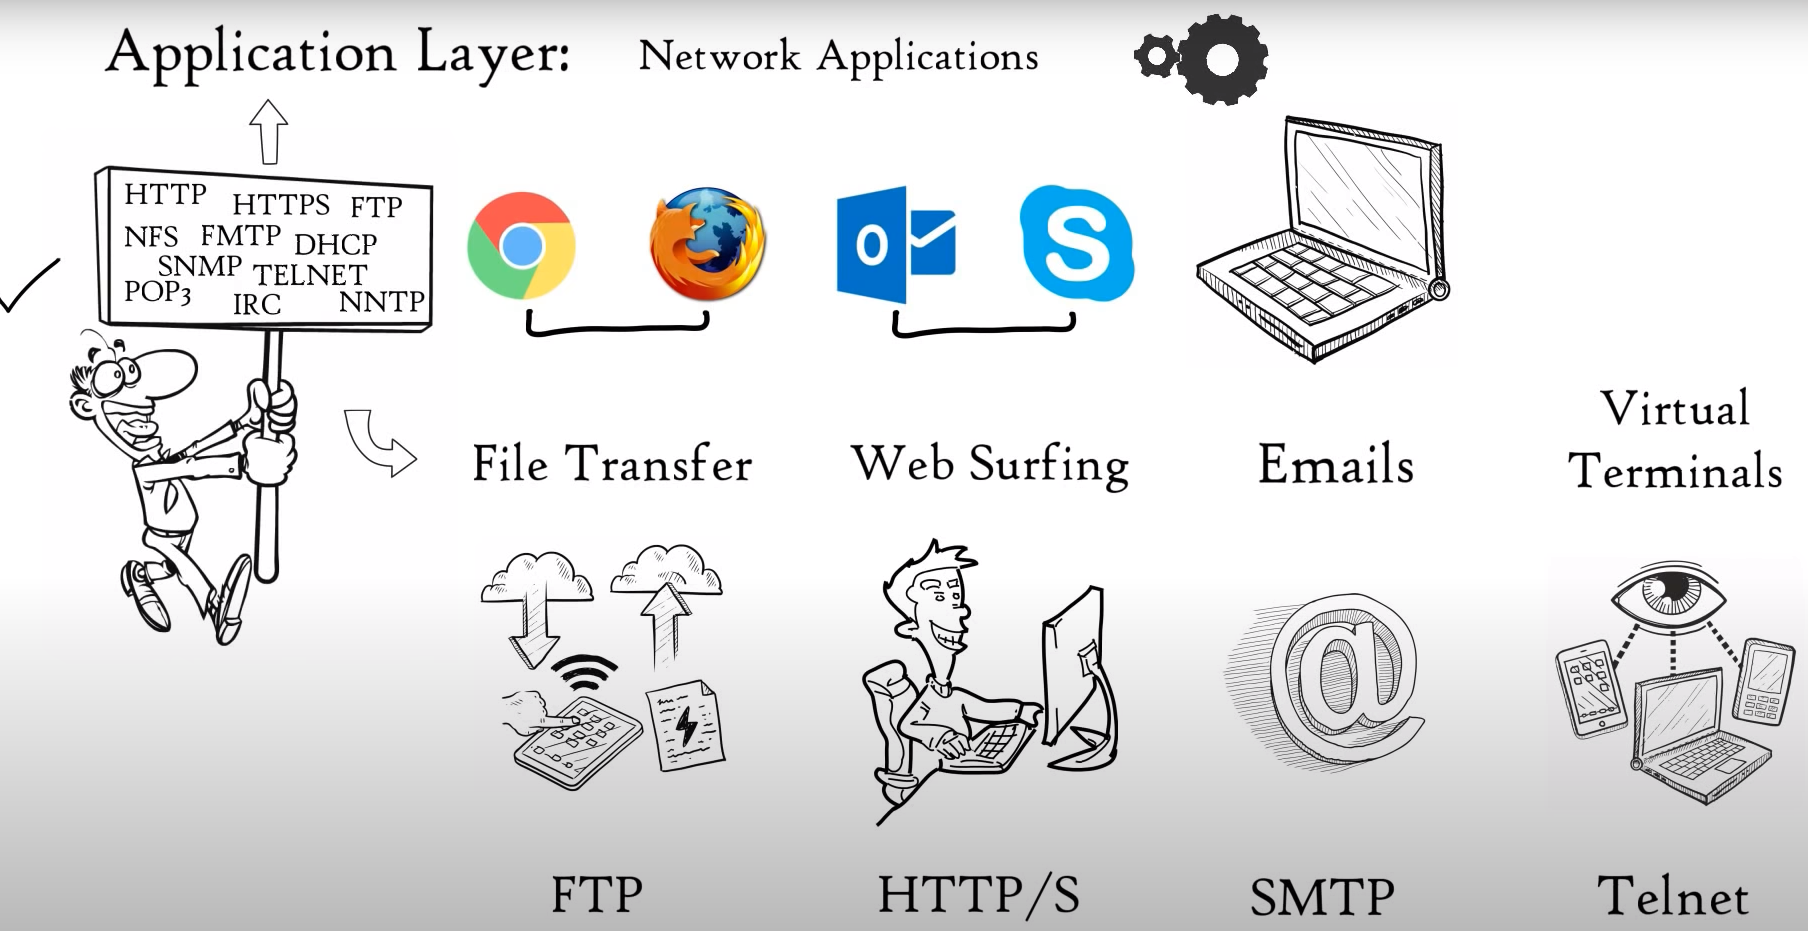 Application Layer: Network Applications
HTTP HTTPS FTP
NFS FMTP DHCP
SNMP TELNET
POP3 IRC NNTP
O
S
File Transfer
Web Surfing
Emails
Virtual
Terminals
@
FTP
HTTP/S
SMTP
Telnet